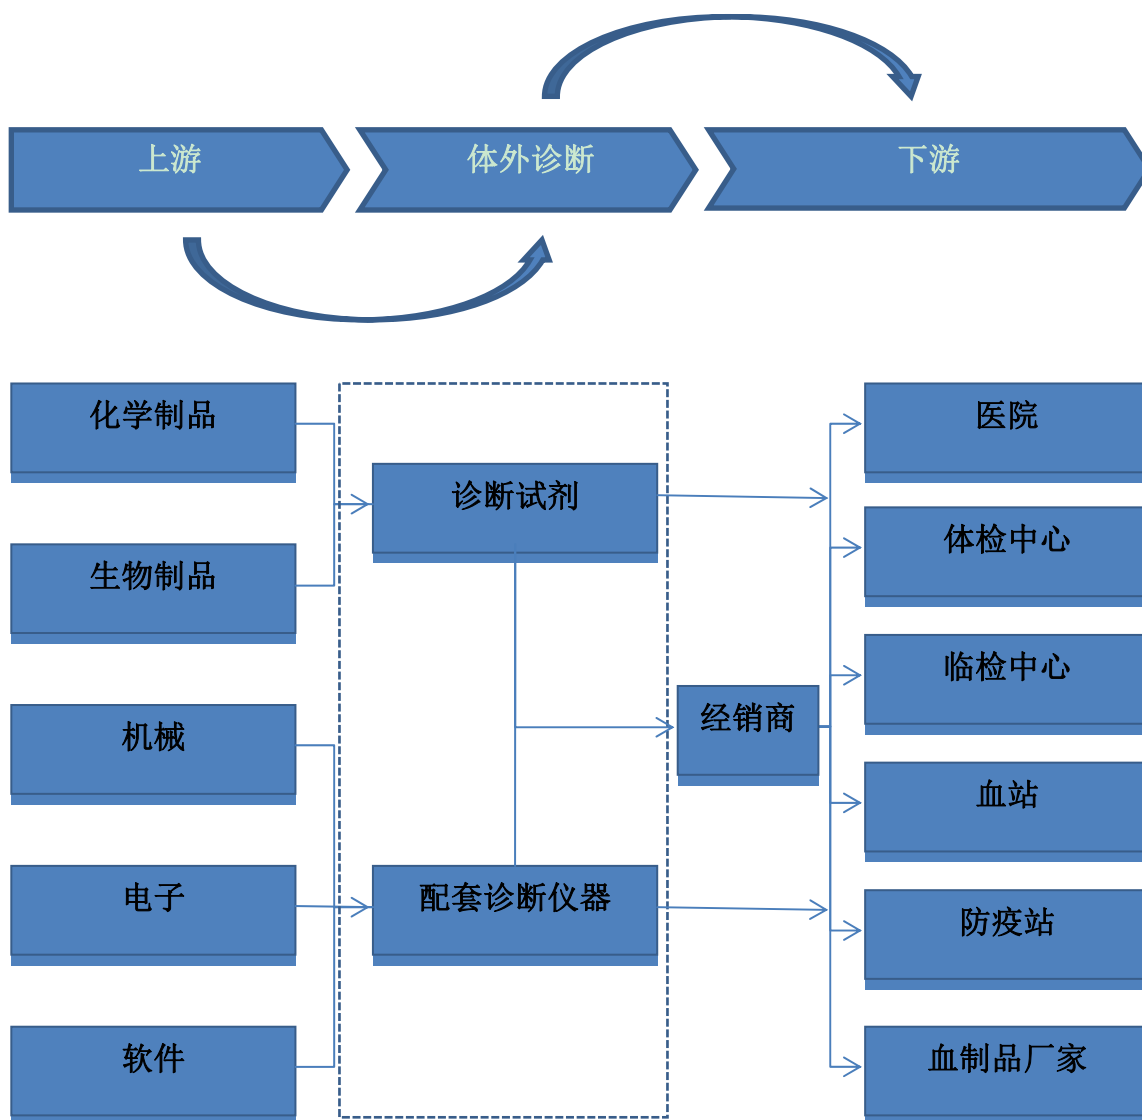 上游
体外诊断
下游
化学制品
生物制品
机械
电子
软件
诊断试剂
配套诊断仪器
经销商
医院
体检中心
临检中心
血站
防疫站
血制品厂家